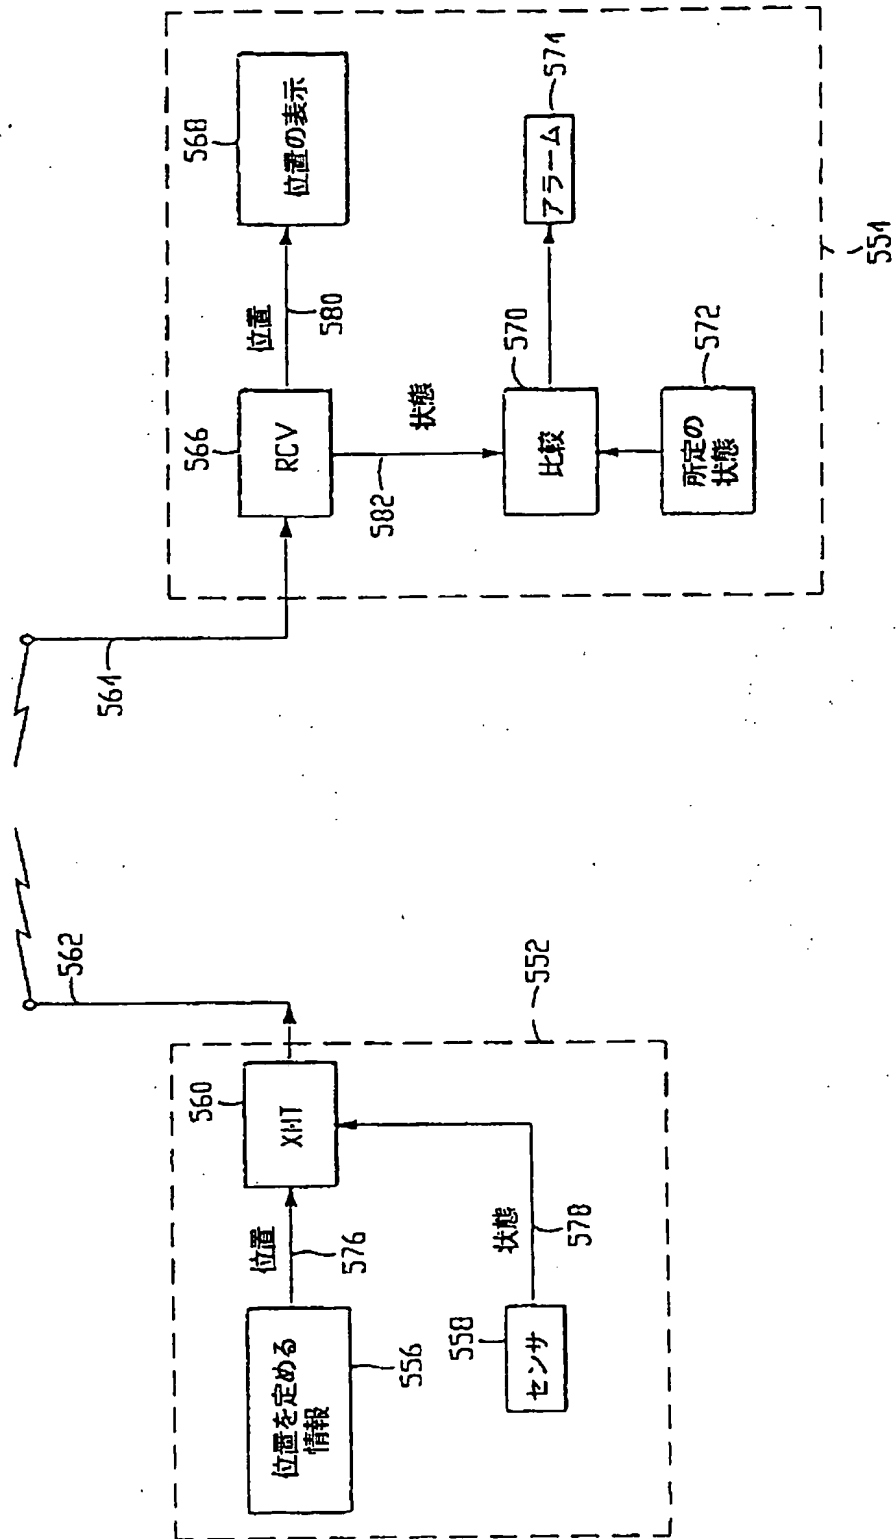 562
564
560
XMT
位置
576
位置を定める
情報
556
状態
578
558
センサ
552
566
RCV
位置
580
568
位置の表示
582
状態
570
比較
574
アラーム
572
所定の
状態
554